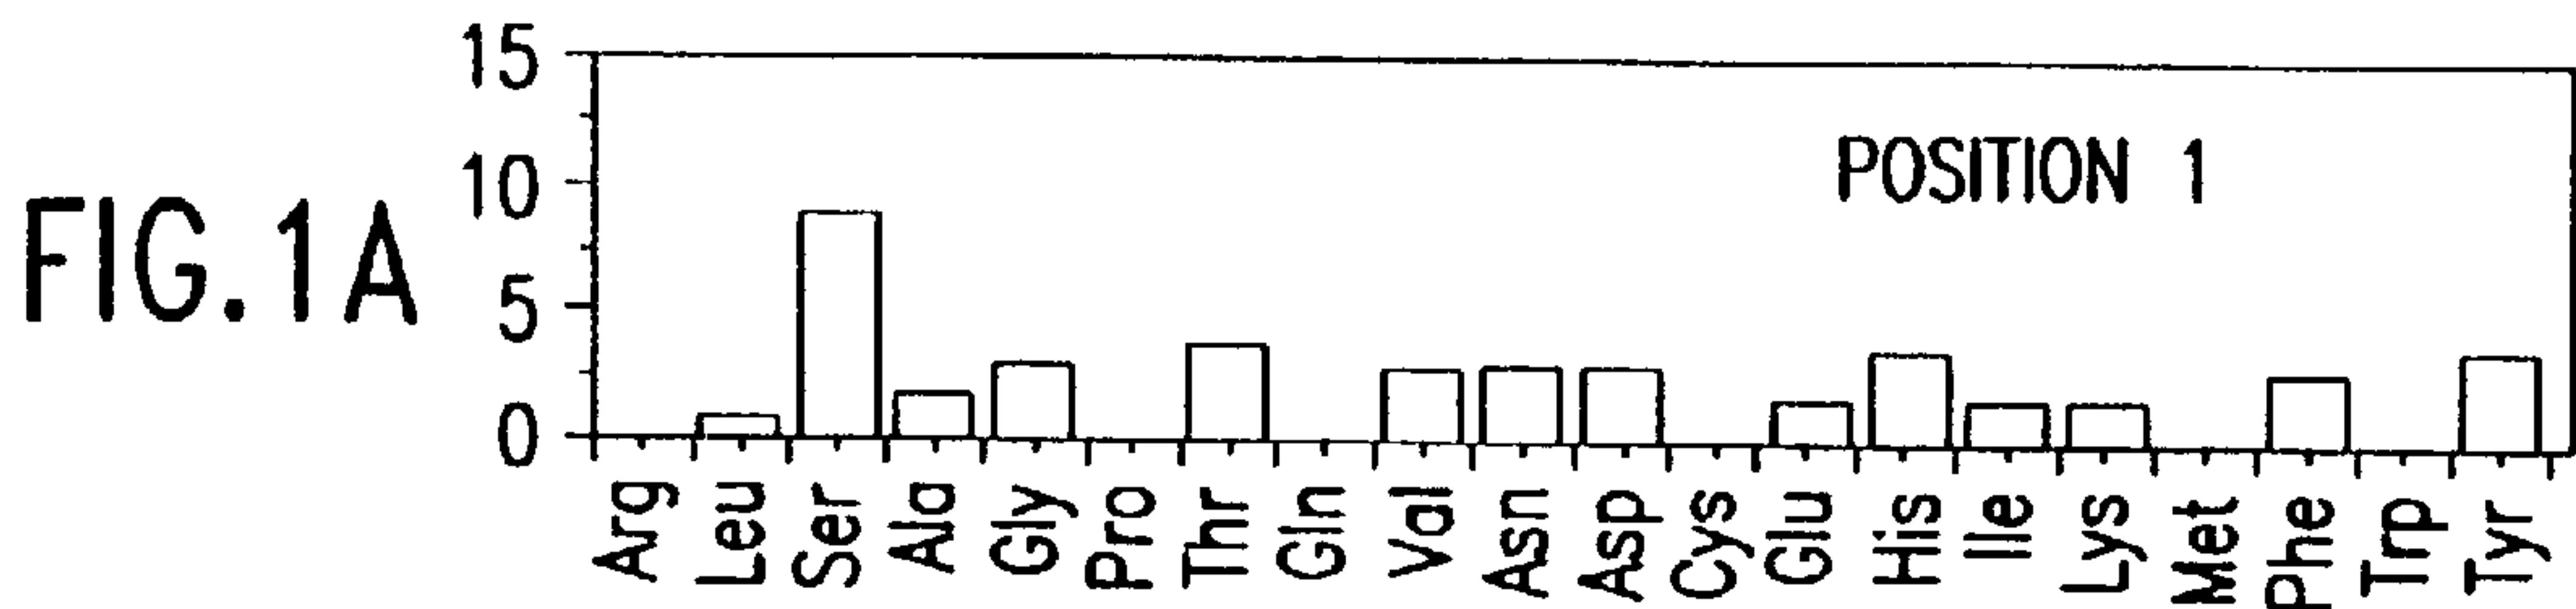 FIG.1A
15
10
5
0
POSITION 1
Arg Leu Ser Ala Gly Pro Thr Gln Val Asn Asp Cys Glu His Ile Lys Met Phe Trp Tyr